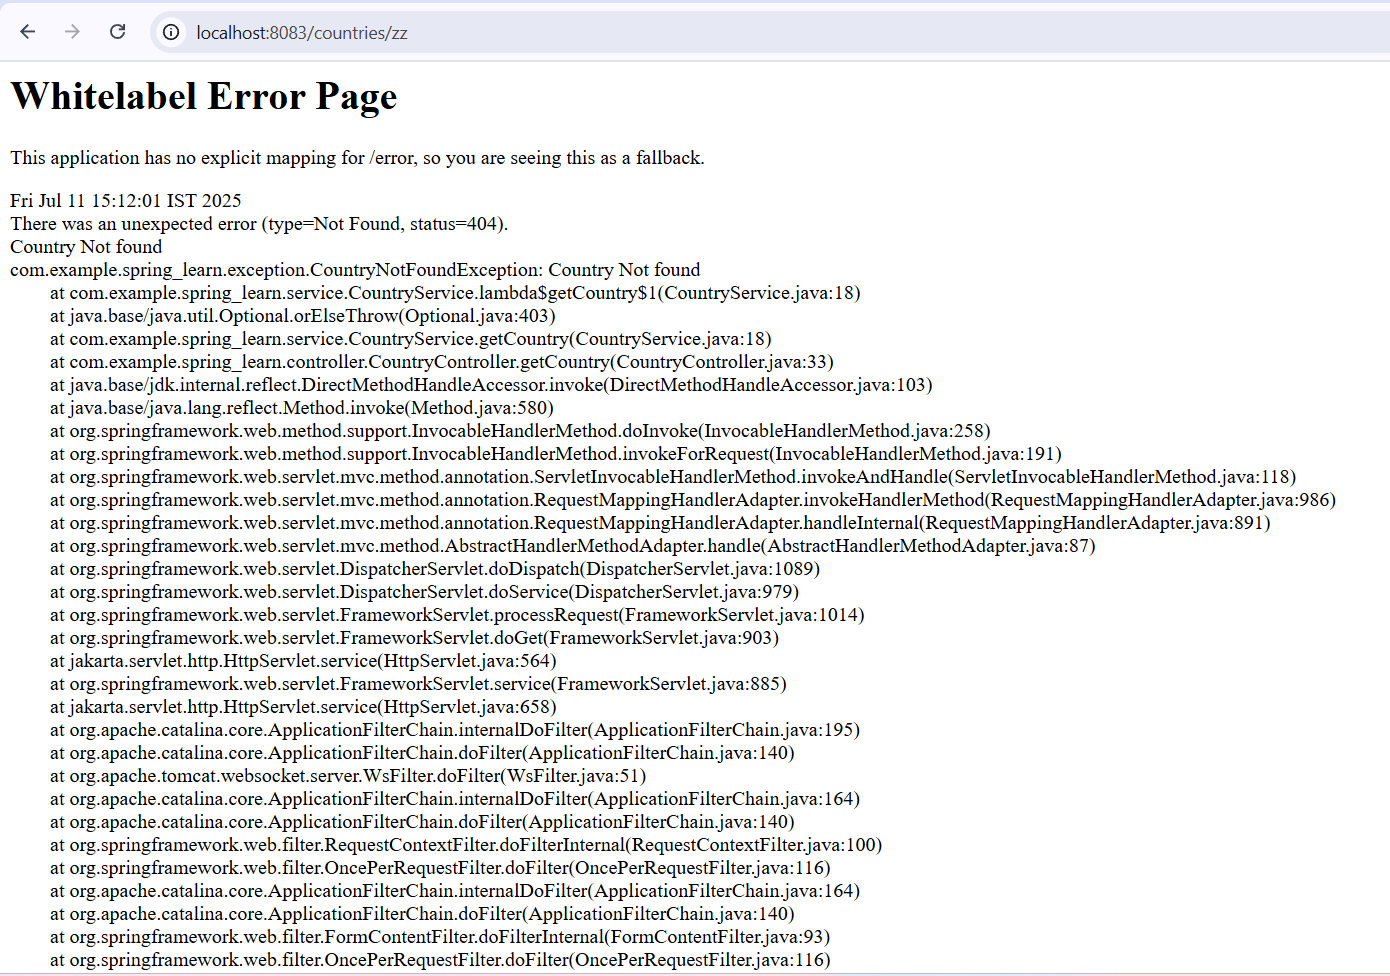 localhost:8083/countries/zz
Whitelabel Error Page
This application has no explicit mapping for /error, so you are seeing this as a fallback.
Fri Jul 11 15:12:01 IST 2025
There was an unexpected error (type=Not Found, status=404).
Country Not found
com.example.spring_learn.exception.CountryNotFoundException: Country Not found
at com.example.spring_learn.service.CountryService.lambda$getCountry$1(CountryService.java:18)
at java.base/java.util.Optional.orElseThrow(Optional.java:403)
at com.example.spring_learn.service.CountryService.getCountry(CountryService.java:18)
at com.example.spring_learn.controller.CountryController.getCountry(CountryController.java:33)
at java.base/jdk.internal.reflect.DirectMethodHandleAccessor.invoke(DirectMethodHandleAccessor.java:103)
at java.base/java.lang.reflect.Method.invoke(Method.java:580)
at org.springframework.web.method.support.InvocableHandlerMethod.doInvoke(InvocableHandlerMethod.java:258)
at org.springframework.web.method.support.InvocableHandlerMethod.invokeForRequest(InvocableHandlerMethod.java:191)
at org.springframework.web.servlet.mvc.method.annotation.ServletInvocableHandlerMethod.invokeAndHandle(ServletInvocableHandlerMethod.java:118)
at org.springframework.web.servlet.mvc.method.annotation.RequestMappingHandlerAdapter.invokeHandlerMethod(RequestMappingHandlerAdapter.java:986)
at org.springframework.web.servlet.mvc.method.annotation.RequestMappingHandlerAdapter.handleInternal(RequestMappingHandlerAdapter.java:891)
at org.springframework.web.servlet.mvc.method.AbstractHandlerMethodAdapter.handle(AbstractHandlerMethodAdapter.java:87)
at org.springframework.web.servlet.DispatcherServlet.doDispatch(DispatcherServlet.java:1089)
at org.springframework.web.servlet.DispatcherServlet.doService(DispatcherServlet.java:979)
at org.springframework.web.servlet.FrameworkServlet.processRequest(FrameworkServlet.java:1014)
at org.springframework.web.servlet.FrameworkServlet.doGet(FrameworkServlet.java:903)
at jakarta.servlet.http.HttpServlet.service(HttpServlet.java:564)
at org.springframework.web.servlet.FrameworkServlet.service(FrameworkServlet.java:885)
at jakarta.servlet.http.HttpServlet.service(HttpServlet.java:658)
at org.apache.catalina.core.ApplicationFilterChain.internalDoFilter(ApplicationFilterChain.java:195)
at org.apache.catalina.core.ApplicationFilterChain.doFilter(ApplicationFilterChain.java:140)
at org.apache.tomcat.websocket.server.WsFilter.doFilter(WsFilter.java:51)
at org.apache.catalina.core.ApplicationFilterChain.internalDoFilter(ApplicationFilterChain.java:164)
at org.apache.catalina.core.ApplicationFilterChain.doFilter(ApplicationFilterChain.java:140)
at org.springframework.web.filter.RequestContextFilter.doFilterInternal(RequestContextFilter.java:100)
at org.springframework.web.filter.OncePerRequestFilter.doFilter(OncePerRequestFilter.java:116)
at org.apache.catalina.core.ApplicationFilterChain.internalDoFilter(ApplicationFilterChain.java:164)
at org.apache.catalina.core.ApplicationFilterChain.doFilter(ApplicationFilterChain.java:140)
at org.springframework.web.filter.FormContentFilter.doFilterInternal(FormContentFilter.java:93)
at org.springframework.web.filter.OncePerRequestFilter.doFilter(OncePerRequestFilter.java:116)